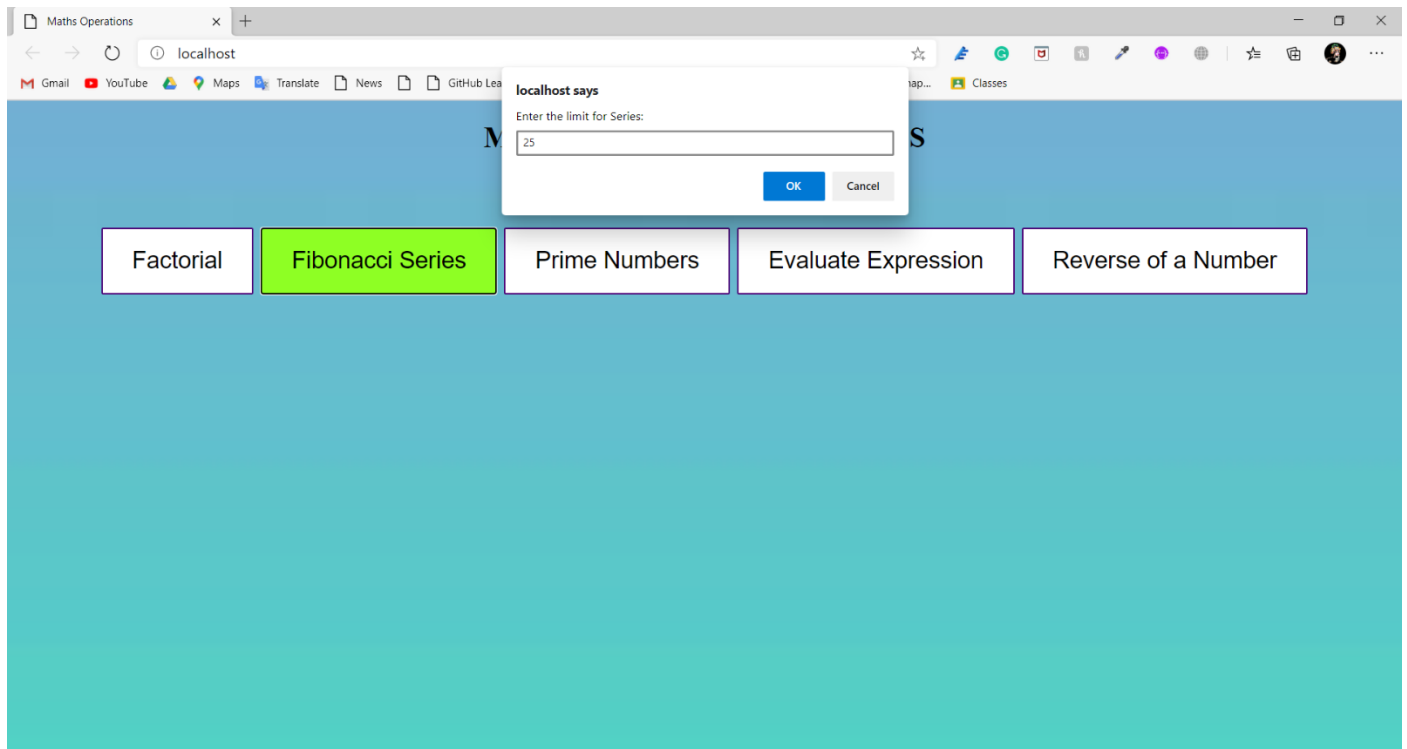 Maths Operations
localhost
Gmail YouTube Maps Translate News GitHub Lea Classes
localhost says
Enter the limit for Series:
25
OK Cancel
Factorial Fibonacci Series Prime Numbers Evaluate Expression Reverse of a Number